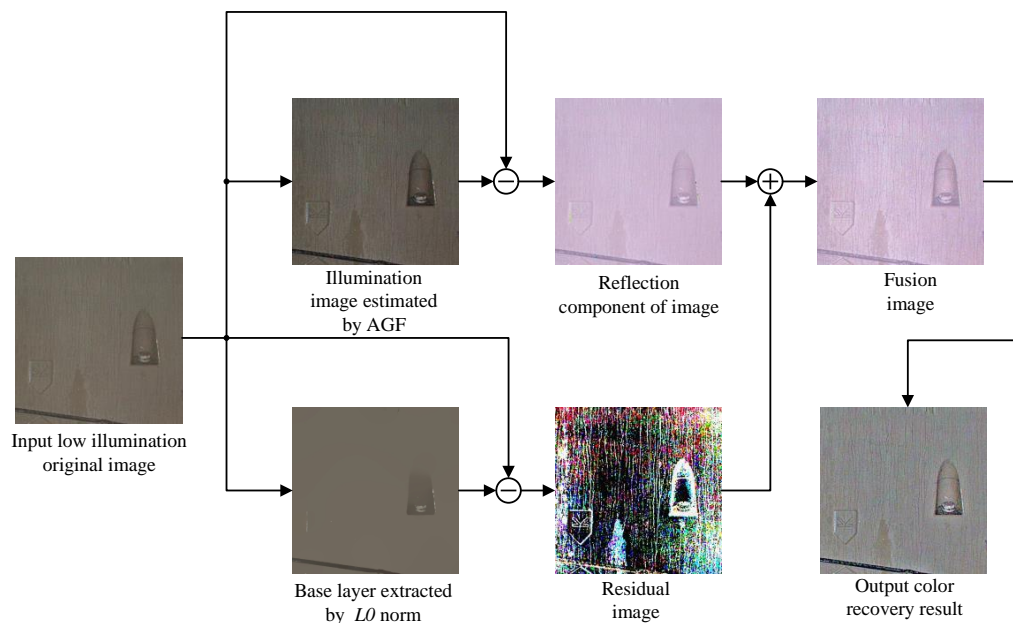 Illumination
image estimated
by AGF
Reflection
component of image
Fusion
image
Input low illumination
original image
Base layer extracted
by L0 norm
Residual
image
Output color
recovery result